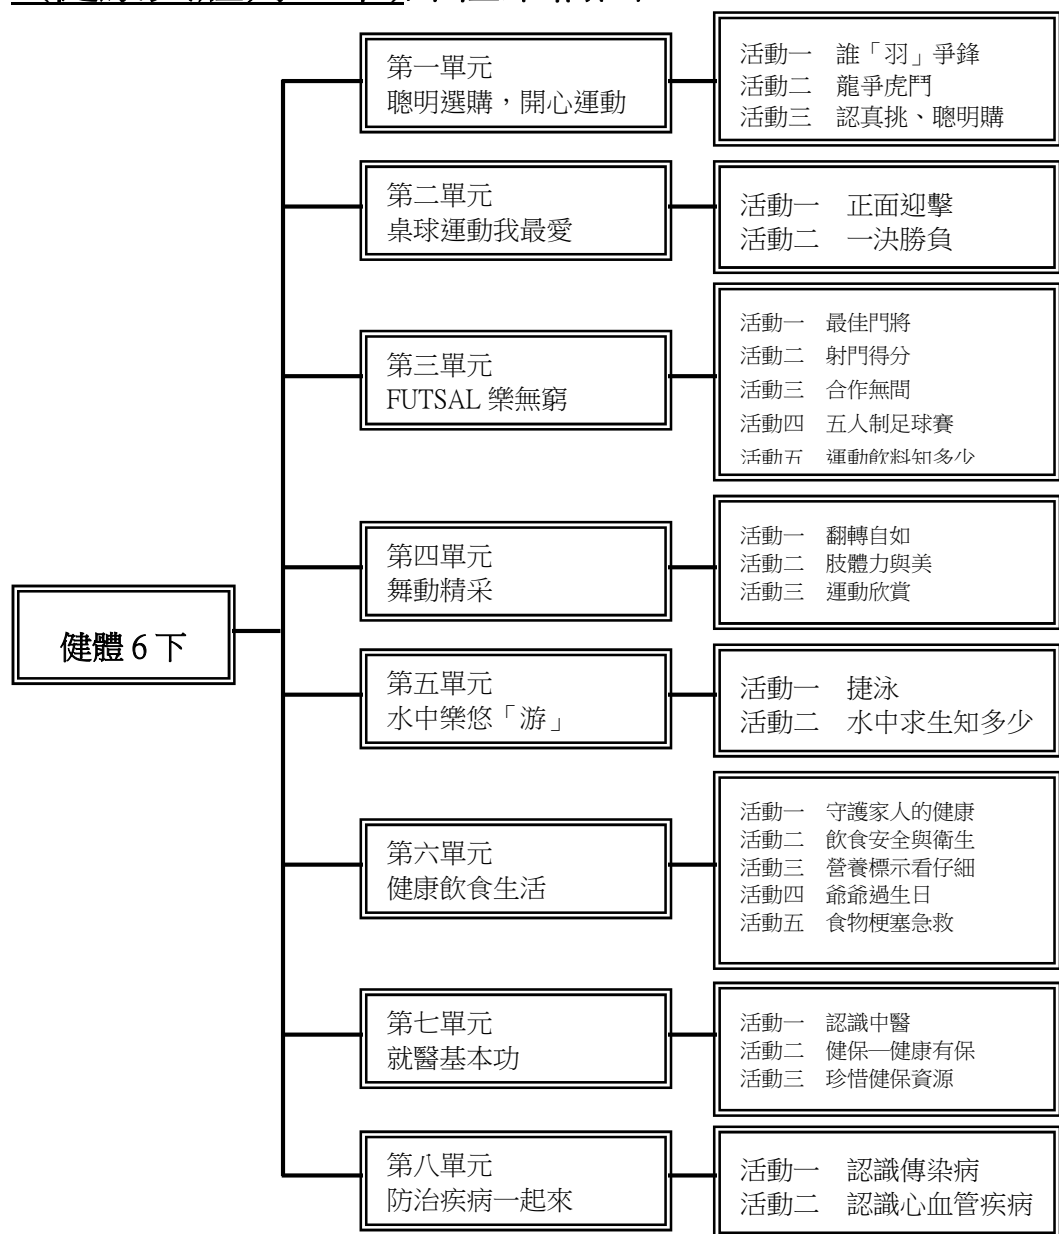 健體 6 下
第一單元
聰明選購，開心運動
活動一　誰「羽」爭鋒
活動二　龍爭虎鬥
活動三　認真挑、聰明購
第二單元
桌球運動我最愛
活動一　正面迎擊
活動二　一決勝負
第三單元
FUTSAL 樂無窮
活動一　最佳門將
活動二　射門得分
活動三　合作無間
活動四　五人制足球賽
活動五　運動飲料知多少
第四單元
舞動精采
活動一　翻轉自如
活動二　肢體力與美
活動三　運動欣賞
第五單元
水中樂悠「游」
活動一　捷泳
活動二　水中求生知多少
第六單元
健康飲食生活
活動一　守護家人的健康
活動二　飲食安全與衛生
活動三　營養標示看仔細
活動四　爺爺過生日
活動五　食物梗塞急救
第七單元
就醫基本功
活動一　認識中醫
活動二　健保─健康有保
活動三　珍惜健保資源
第八單元
防治疾病一起來
活動一　認識傳染病
活動二　認識心血管疾病